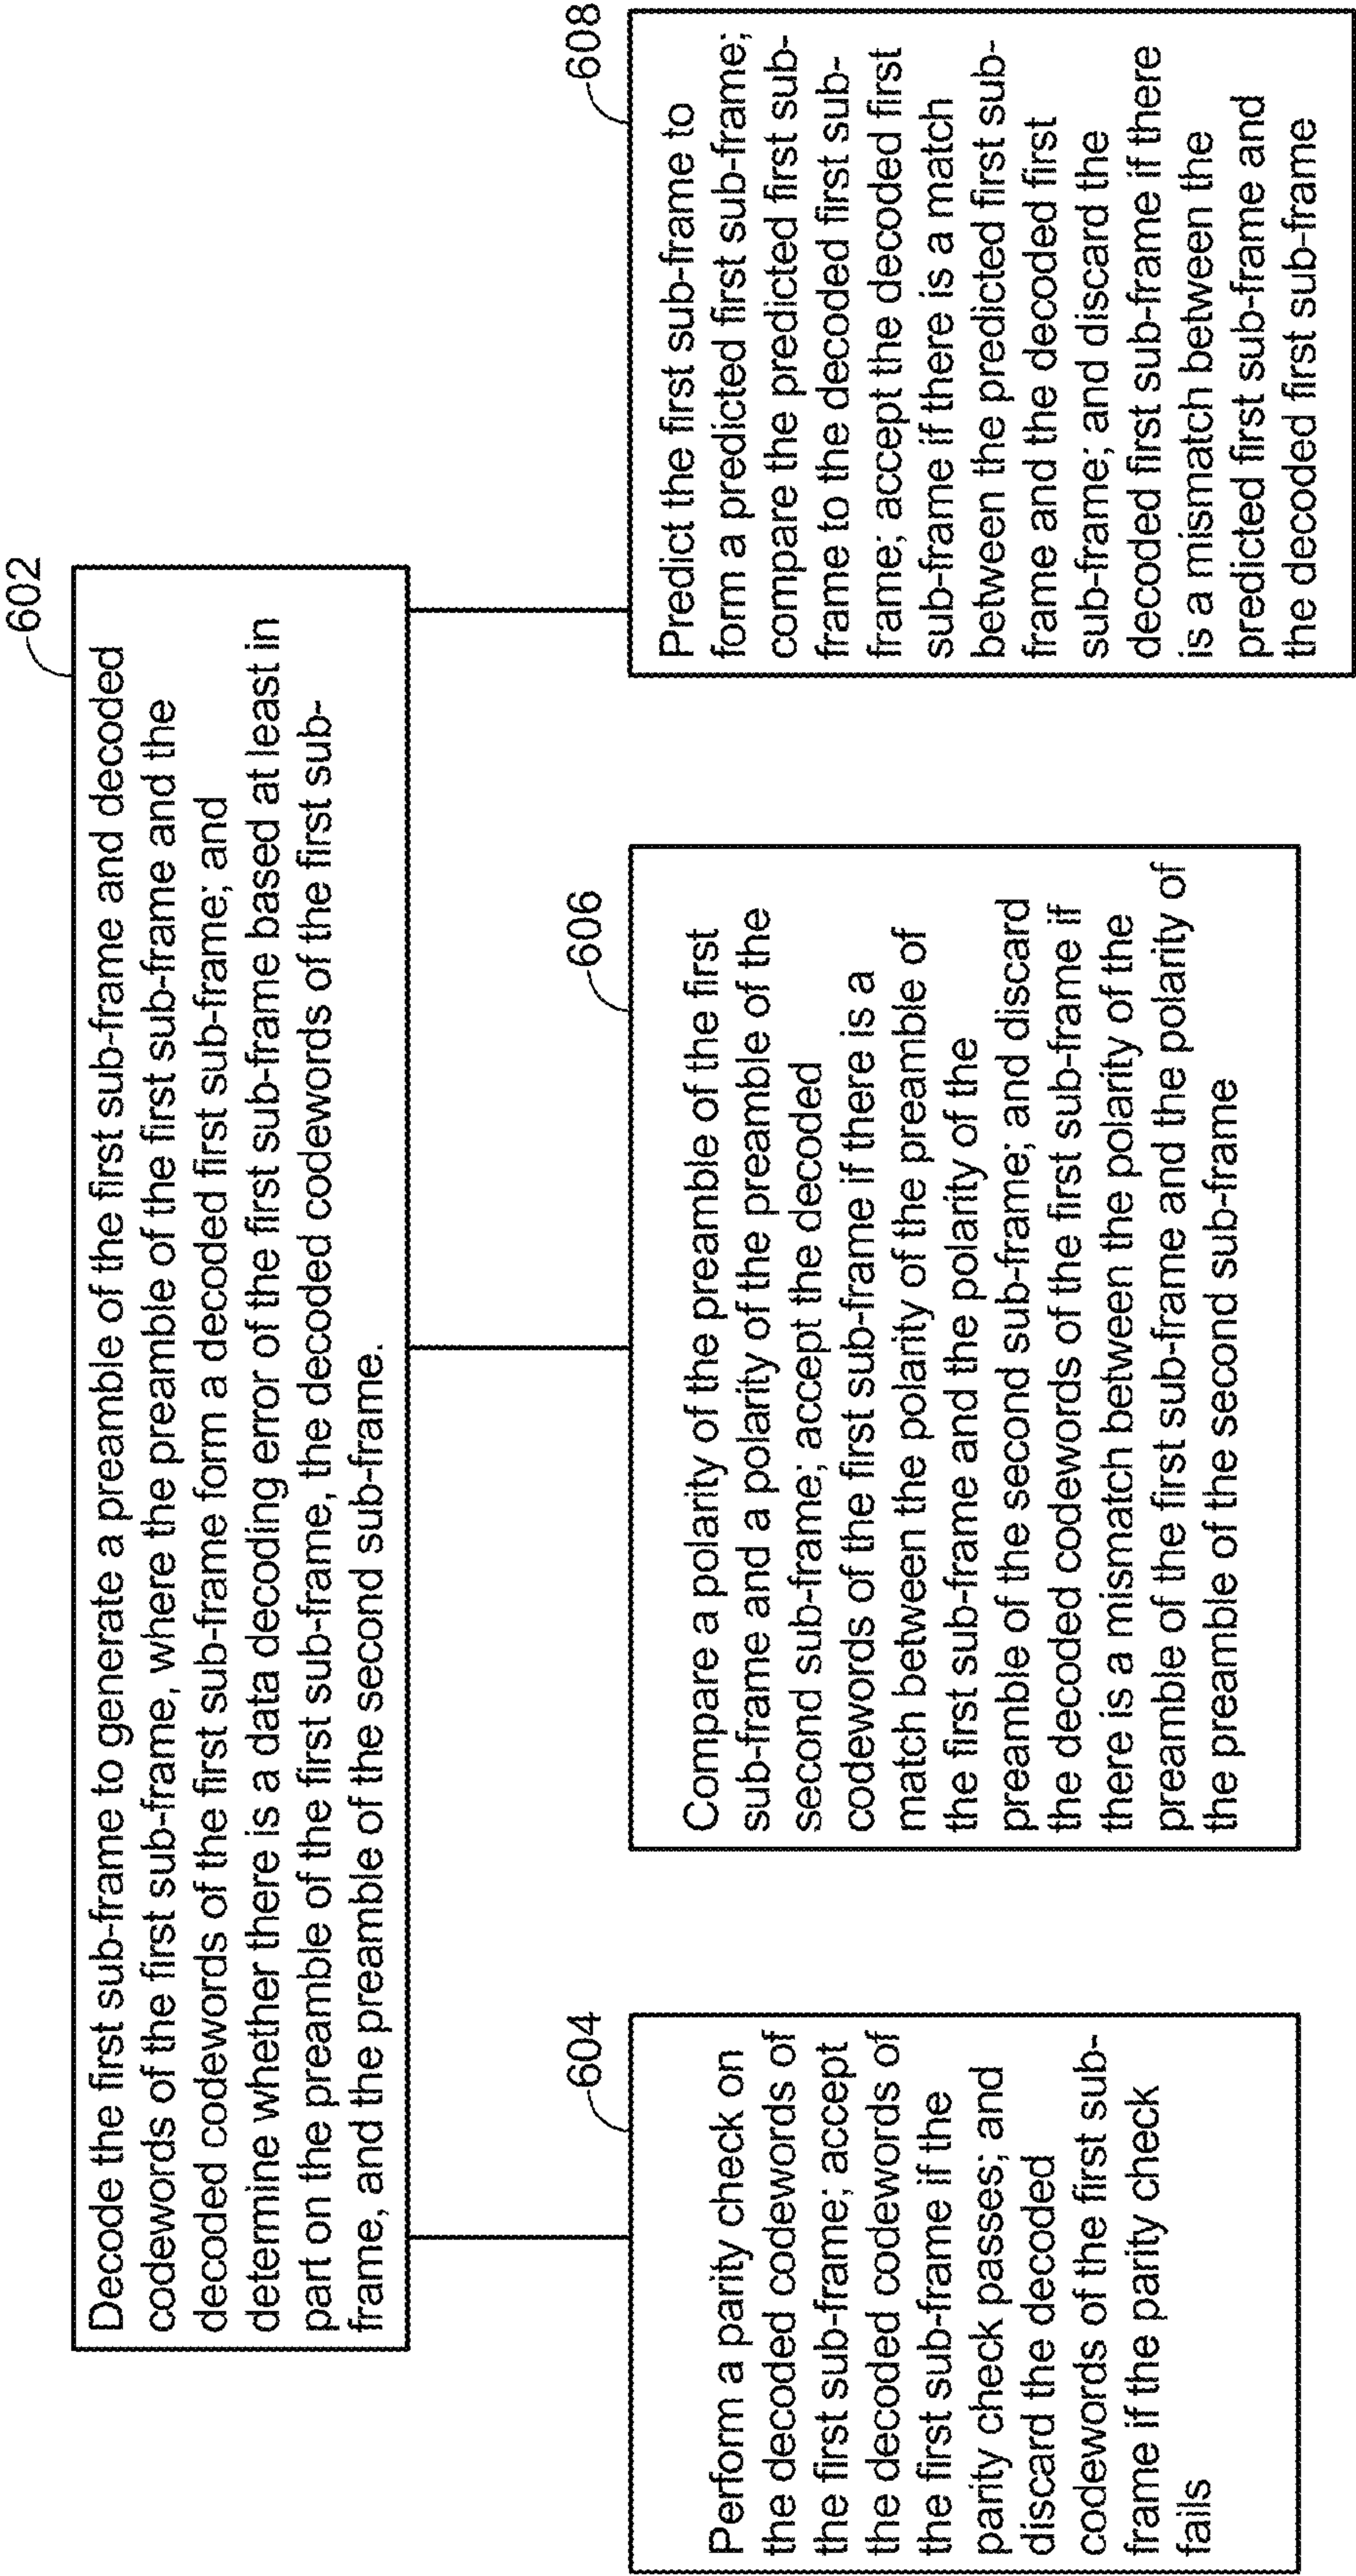 602
Decode the first sub-frame to generate a preamble of the first sub-frame and decoded
codewords of the first sub-frame, where the preamble of the first sub-frame and the
decoded codewords of the first sub-frame form a decoded first sub-frame; and
determine whether there is a data decoding error of the first sub-frame based at least in
part on the preamble of the first sub-frame, the decoded codewords of the first sub-
frame, and the preamble of the second sub-frame.
604
Perform a parity check on
the decoded codewords of
the first sub-frame; accept
the decoded codewords of
the first sub-frame if the
parity check passes; and
discard the decoded
codewords of the first sub-
frame if the parity check
fails
606
Compare a polarity of the preamble of the first
sub-frame and a polarity of the preamble of the
second sub-frame; accept the decoded
codewords of the first sub-frame if there is a
match between the polarity of the preamble of
the first sub-frame and the polarity of the
preamble of the second sub-frame; and discard
the decoded codewords of the first sub-frame if
there is a mismatch between the polarity of the
preamble of the first sub-frame and the polarity of
the preamble of the second sub-frame
608
Predict the first sub-frame to
form a predicted first sub-frame;
compare the predicted first sub-
frame to the decoded first sub-
frame; accept the decoded first
sub-frame if there is a match
between the predicted first sub-
frame and the decoded first
sub-frame; and discard the
decoded first sub-frame if there
is a mismatch between the
predicted first sub-frame and
the decoded first sub-frame